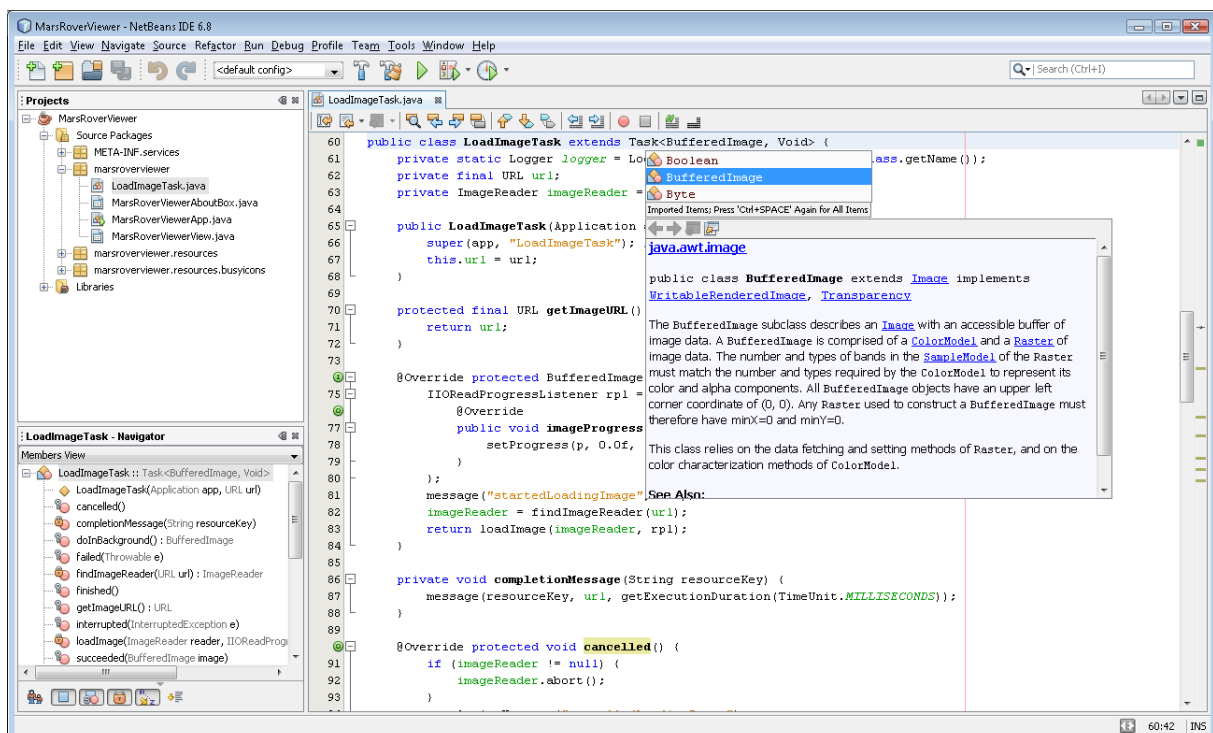 MarsRoverViewer - NetBeans IDE 6.8
File Edit View Navigate Source Refactor Run Debug Profile Team Tools Window Help
<default config>
Search (Ctrl+I)
Projects
MarsRoverViewer
Source Packages
META-INF.services
marsroverviewer
LoadImageTask.java
MarsRoverViewerAboutBox.java
MarsRoverViewerApp.java
MarsRoverViewerView.java
marsroverviewer.resources
marsroverviewer.resources.busyicons
Libraries
LoadImageTask - Navigator
Members View
LoadImageTask :: Task<BufferedImage, Void>
LoadImageTask(Application app, URL url)
cancelled()
completionMessage(String resourceKey)
doInBackground() : BufferedImage
failed(Throwable e)
findImageReader(URL url) : ImageReader
finished()
getImageURL() : URL
interrupted(InterruptedException e)
loadImage(ImageReader reader, IIOReadProgr
succeeded(BufferedImage image)
LoadImageTask.java
60 public class LoadImageTask extends Task<BufferedImage, Void> {
61 private static Logger logger = Lo ass.getName());
62 private final URL url;
63 private ImageReader imageReader =
64
65 public LoadImageTask(Application
66 super(app, "LoadImageTask");
67 this.url = url;
68 }
69
70 protected final URL getImageURL()
71 return url;
72 }
73
@Override protected BufferedImage
75 IIOReadProgressListener rpl =
@Override
77 public void imageProgress
78 setProgress(p, 0.0f,
79 }
80 };
81 message("startedLoadingImage"
82 imageReader = findImageReader(url);
83 return loadImage(imageReader, rpl);
84 }
85
86 private void completionMessage(String resourceKey) {
87 message(resourceKey, url, getExecutionDuration(TimeUnit.MILLISECONDS));
88 }
89
@Override protected void cancelled() {
91 if (imageReader != null) {
92 imageReader.abort();
93 }
Boolean
BufferedImage
Byte
Imported Items; Press 'Ctrl+SPACE' Again for All Items
java.awt.image
public class BufferedImage extends Image implements
WritableRenderedImage, Transparency
The BufferedImage subclass describes an Image with an accessible buffer of
image data. A BufferedImage is comprised of a ColorModel and a Raster of
image data. The number and types of bands in the SampleModel of the Raster
must match the number and types required by the ColorModel to represent its
color and alpha components. All BufferedImage objects have an upper left
corner coordinate of (0, 0). Any Raster used to construct a BufferedImage must
therefore have minX=0 and minY=0.
This class relies on the data fetching and setting methods of Raster, and on the
color characterization methods of ColorModel.
See Also:
60:42 INS